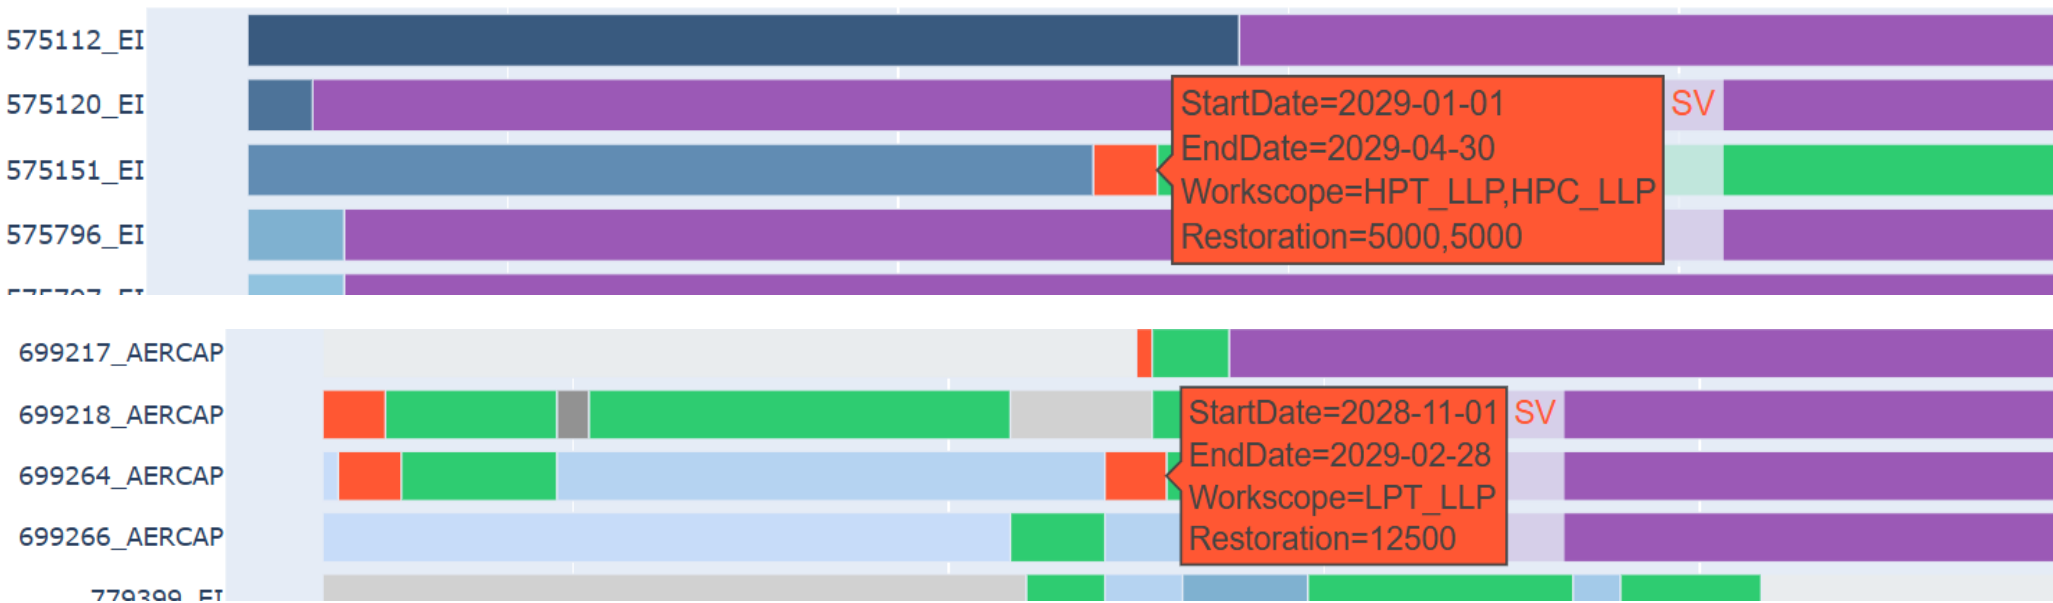 575112_EI
575120_EI
StartDate=2029-01-01
SV
EndDate=2029-04-30
575151_EI
Workscope=HPT_LLP,HPC_LLP
575796_EI
Restoration=5000,5000
699217_AERCAP
699218_AERCAP
StartDate=2028-11-01
SV
EndDate=2029-02-28
699264_AERCAP
Workscope=LPT_LLP
699266_AERCAP
Restoration=12500
779399_EI